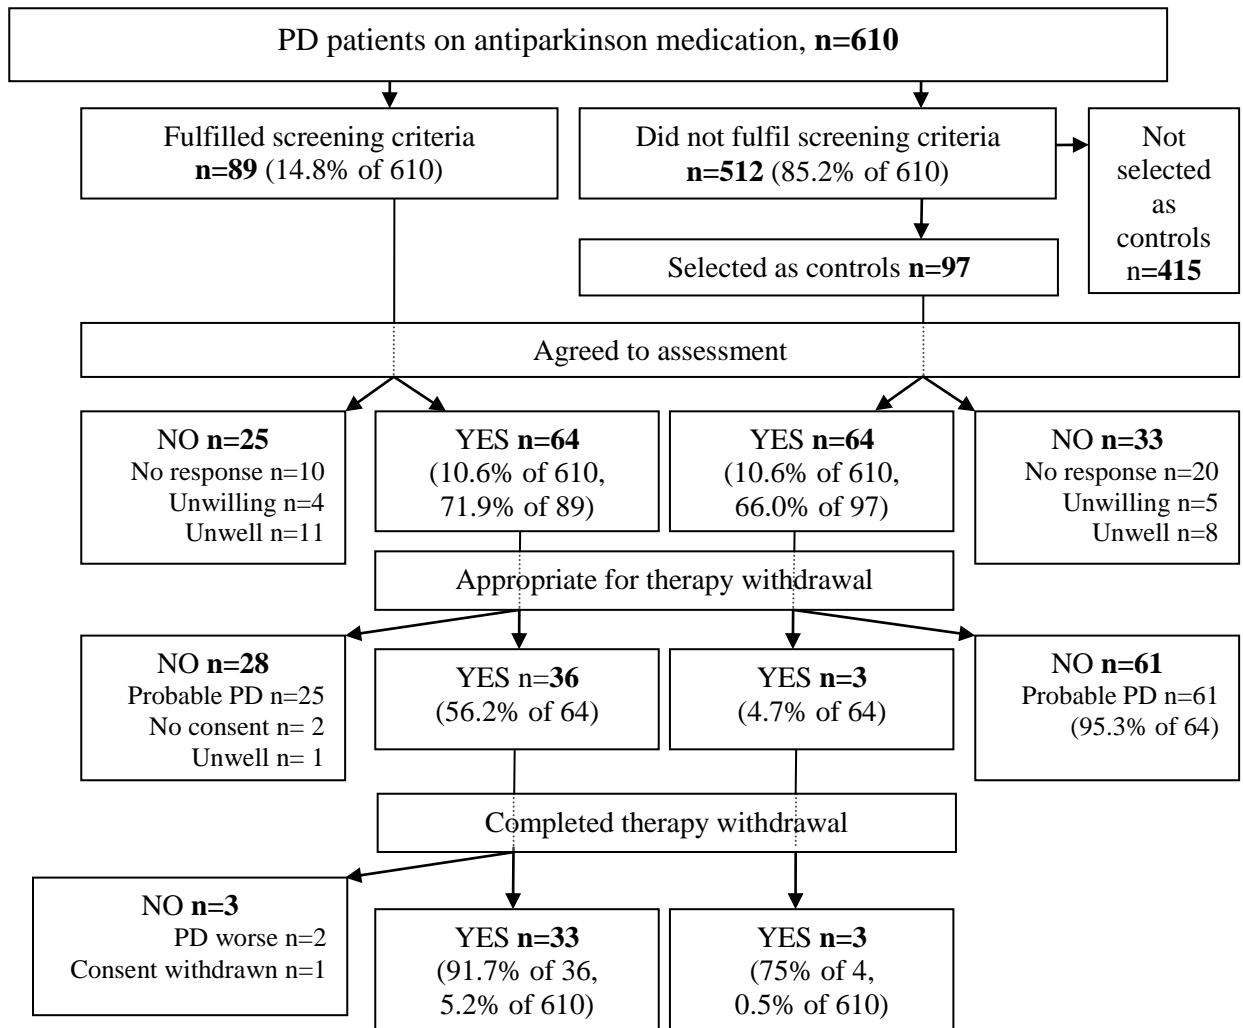 PD patients on antiparkinson medication, n=610
Fulfilled screening criteria
n=89 (14.8% of 610)
Did not fulfil screening criteria
n=512 (85.2% of 610)
Not
selected
as
controls
n=415
Selected as controls n=97
Agreed to assessment
NO n=25
No response n=10
Unwilling n=4
Unwell n=11
YES n=64
(10.6% of 610,
71.9% of 89)
YES n=64
(10.6% of 610,
66.0% of 97)
NO n=33
No response n=20
Unwilling n=5
Unwell n=8
Appropriate for therapy withdrawal
NO n=28
Probable PD n=25
No consent n= 2
Unwell n= 1
YES n=36
(56.2% of 64)
YES n=3
(4.7% of 64)
NO n=61
Probable PD n=61
(95.3% of 64)
Completed therapy withdrawal
NO n=3
PD worse n=2
Consent withdrawn n=1
YES n=33
(91.7% of 36,
5.2% of 610)
YES n=3
(75% of 4,
0.5% of 610)